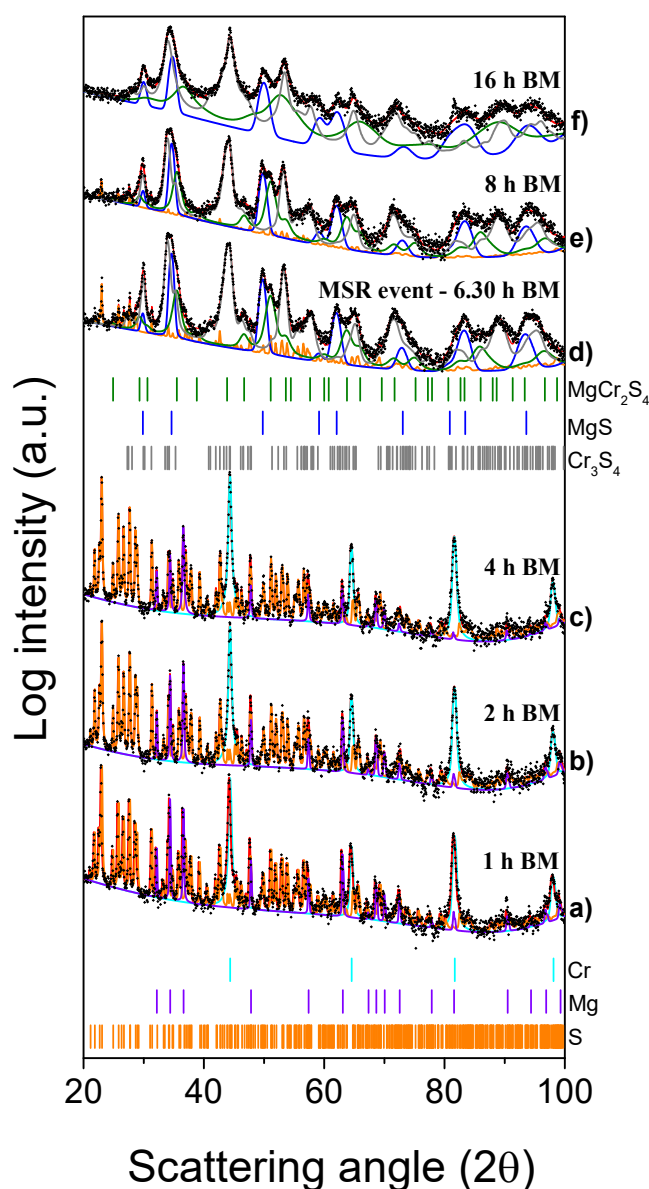 16 h BM
f)
8 h BM
e)
MSR event - 6.30 h BM
d)
MgCr₂S₄
MgS
Cr₃S₄
4 h BM
c)
2 h BM
b)
1 h BM
a)
Cr
Mg
S
20 40 60 80 100
Scattering angle (2θ)
Log intensity (a.u.)